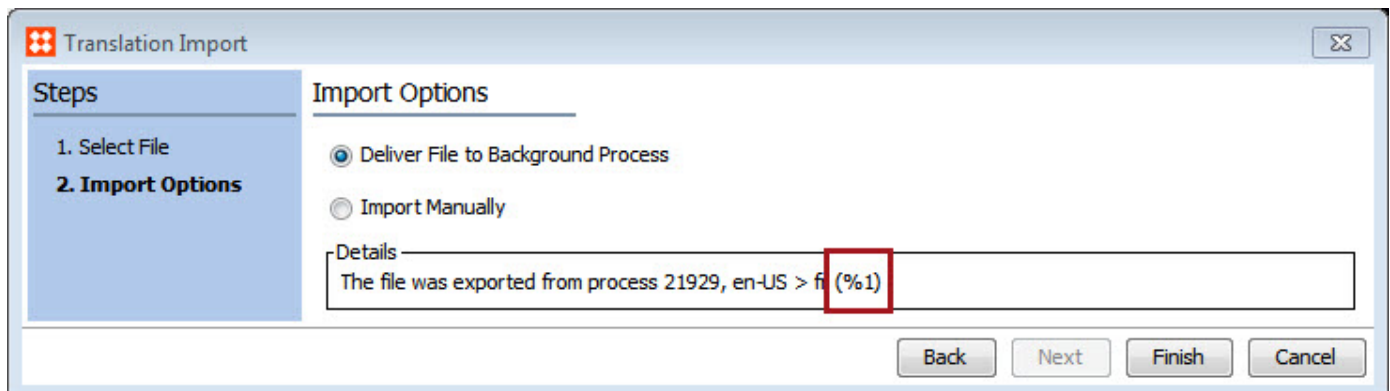 Translation Import
Steps
1. Select File
2. Import Options
Import Options
Deliver File to Background Process
Import Manually
Details
The file was exported from process 21929, en-US > (%1)
Back
Next
Finish
Cancel